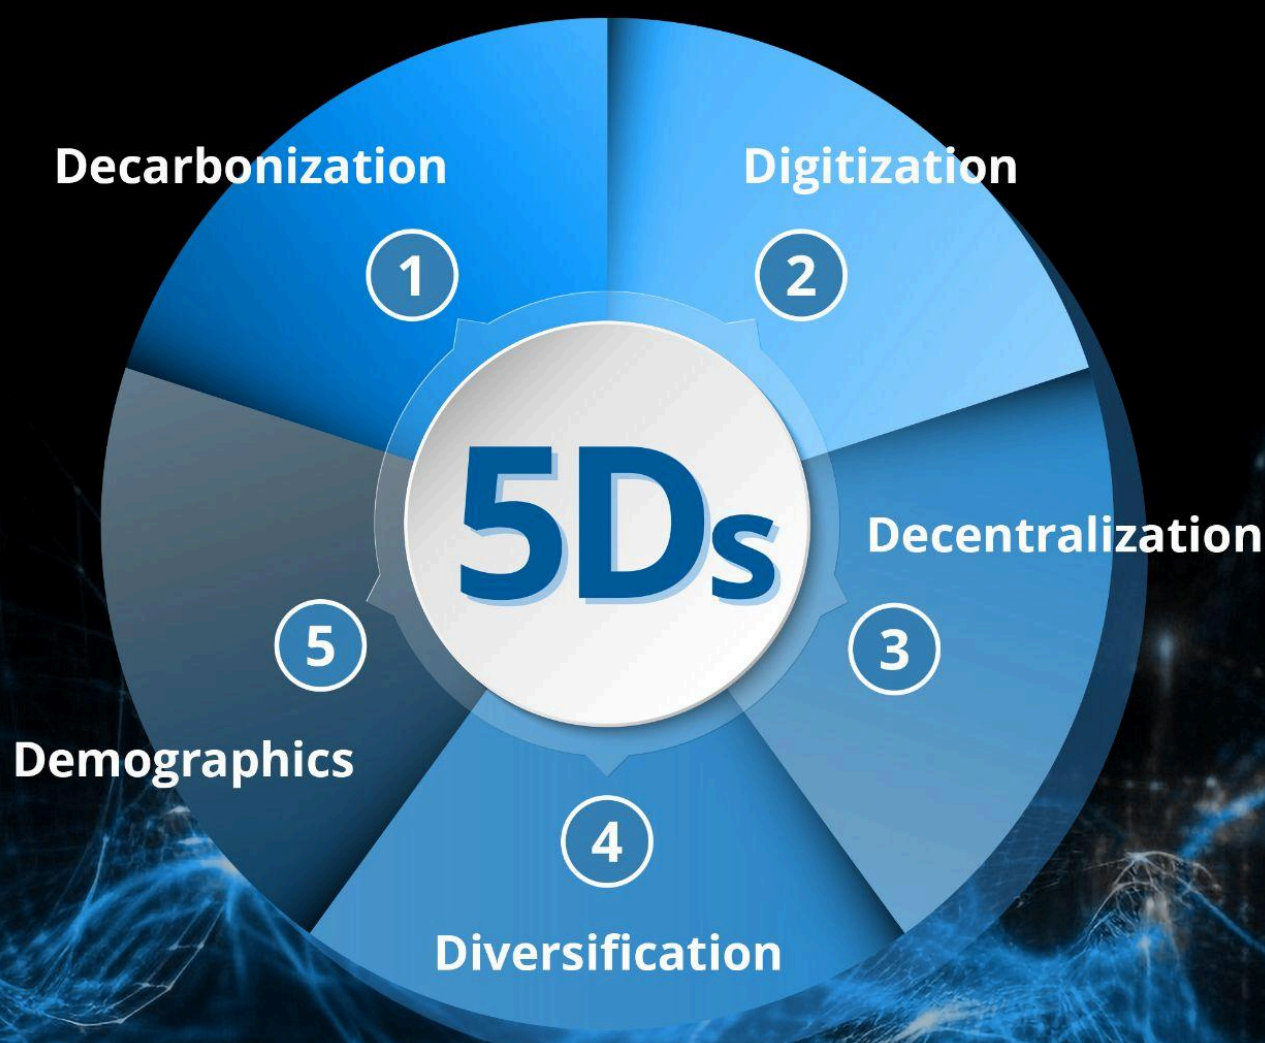 Decarbonization
1
Digitization
2
5Ds
Decentralization
3
4
Diversification
5
Demographics